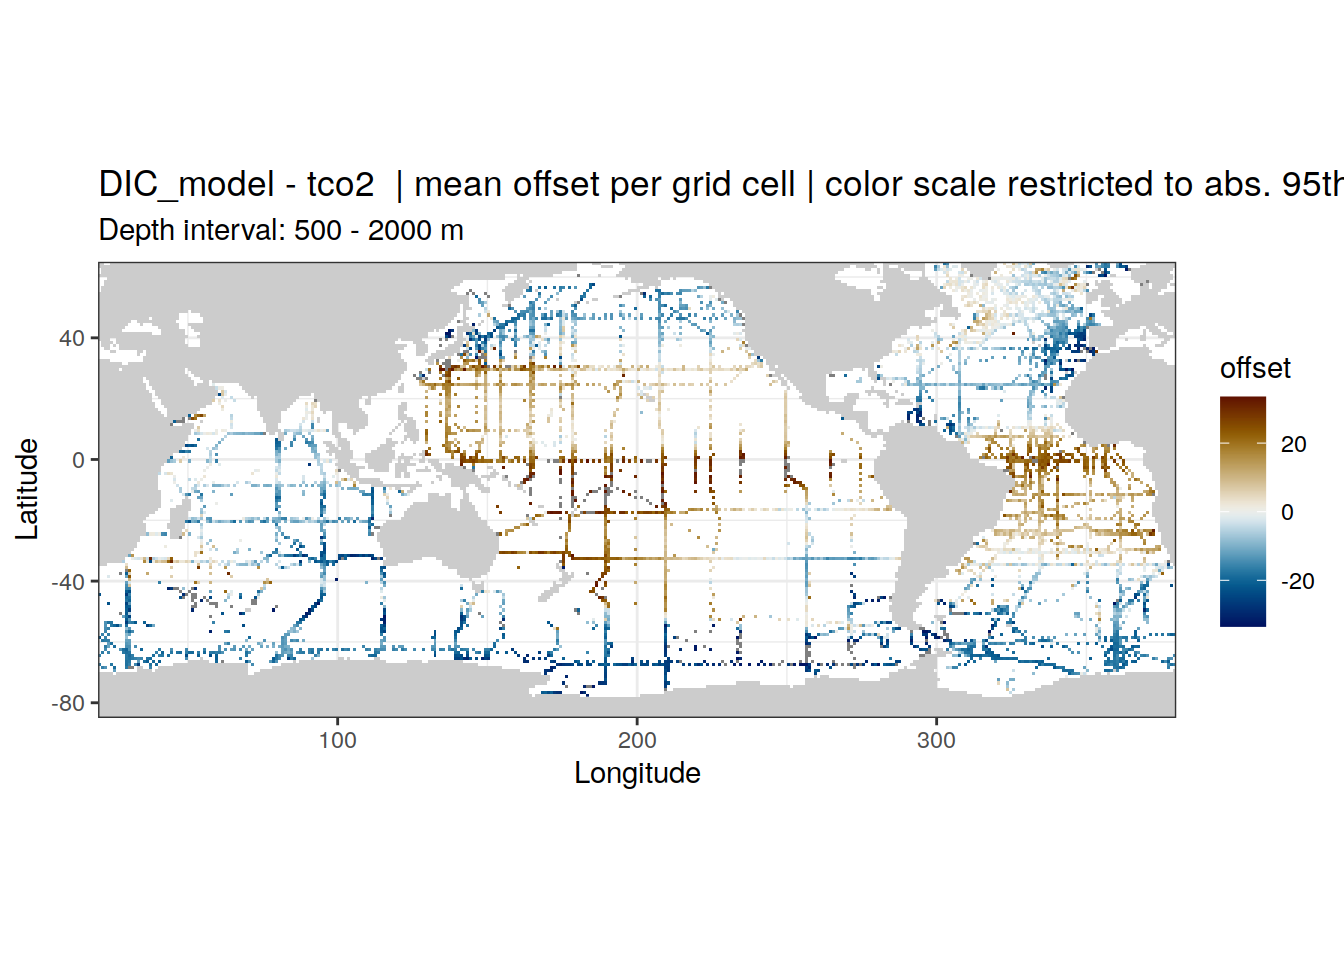 DIC_model - tco2 | mean offset per grid cell | color scale restricted to abs. 95th
Depth interval: 500 - 2000 m
offset
40
0
-40
-80
20
0
-20
Latitude
100
200
300
Longitude